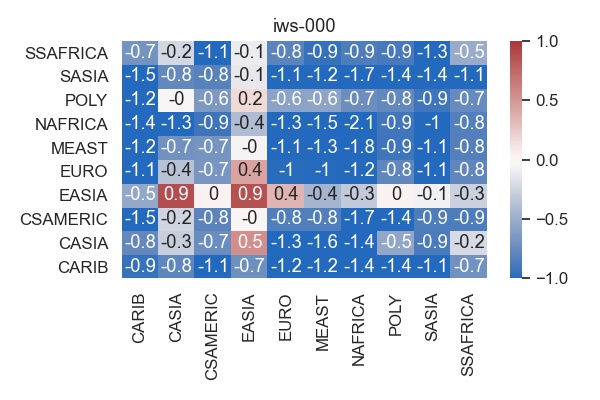 iws-000
SSAFRICA -0.7 -0.2 -1.1 -0.1 -0.8 -0.9 -0.9 -0.9 -1.3 -0.5
SASIA -1.5 -0.8 -0.8 -0.1 -1.1 -1.2 -1.7 -1.4 -1.4 -1.1
POLY -1.2 -0 -0.6 0.2 -0.6 -0.6 -0.7 -0.8 -0.9 -0.7
NAFRICA -1.4 -1.3 -0.9 -0.4 -1.3 -1.5 -2.1 -0.9 -1 -0.8
MEAST -1.2 -0.7 -0.7 -0 -1.1 -1.3 -1.8 -0.9 -1.1 -0.8
EURO -1.1 -0.4 -0.7 0.4 -1 -1 -1.2 -0.8 -1.1 -0.8
EASIA -0.5 0.9 0 0.9 0.4 -0.4 -0.3 0 -0.1 -0.3
CSAMERIC -1.5 -0.2 -0.8 -0 -0.8 -0.8 -1.7 -1.4 -0.9 -0.9
CASIA -0.8 -0.3 -0.7 0.5 -1.3 -1.6 -1.4 -0.5 -0.9 -0.2
CARIB -0.9 -0.8 -1.1 -0.7 -1.2 -1.2 -1.4 -1.4 -1.1 -0.7
CARIB CASIA CSAMERIC EASIA EURO MEAST NAFRICA POLY SASIA SSAFRICA
1.0
0.5
0.0
−0.5
−1.0